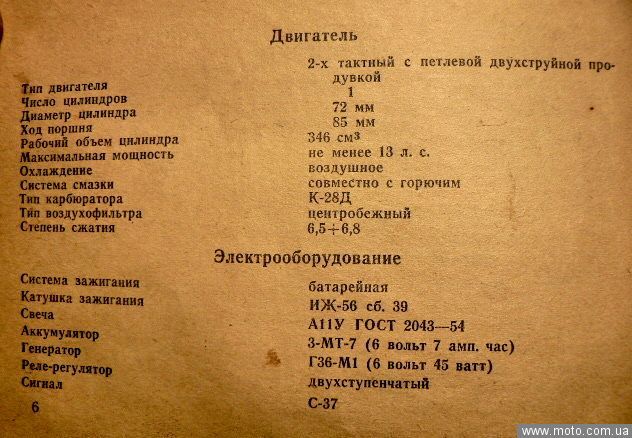 Двигатель
Тип двигателя 2-х тактный с петлевой двухструйной про-
дувкой
Число цилиндров 1
Диаметр цилиндра 72 мм
Ход поршня 85 мм
Рабочий объем цилиндра 346 см³
Максимальная мощность не менее 13 л. с.
Охлаждение воздушное
Система смазки совместно с горючим
Тип карбюратора К-28Д
Тип воздухофильтра центробежный
Степень сжатия 6,5÷6,8
Электрооборудование
Система зажигания батарейная
Катушка зажигания ИЖ-56 сб. 39
Свеча А11У ГОСТ 2043—54
Аккумулятор 3-МТ-7 (6 вольт 7 амп. час)
Генератор Г36-М1 (6 вольт 45 ватт)
Реле-регулятор двухступенчатый
Сигнал С-37
6
www.moto.com.ua